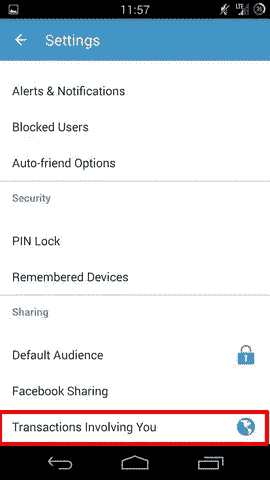 11:57
LTE
Settings
Alerts & Notifications
Blocked Users
Auto-friend Options
Security
PIN Lock
Remembered Devices
Sharing
Default Audience
Facebook Sharing
Transactions Involving You